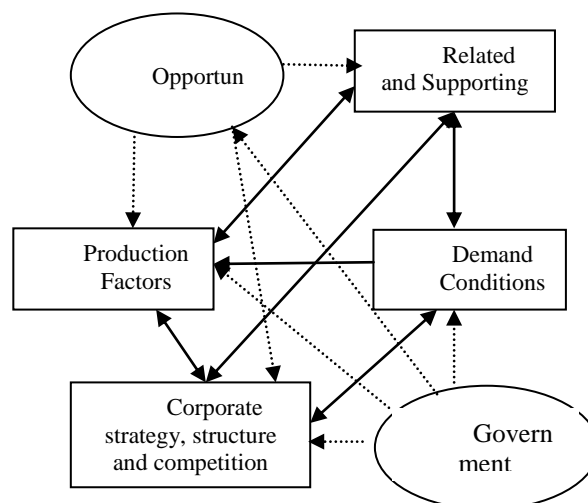 Opportun
Related
and Supporting
Production
Factors
Demand
Conditions
Corporate
strategy, structure
and competition
Govern
ment